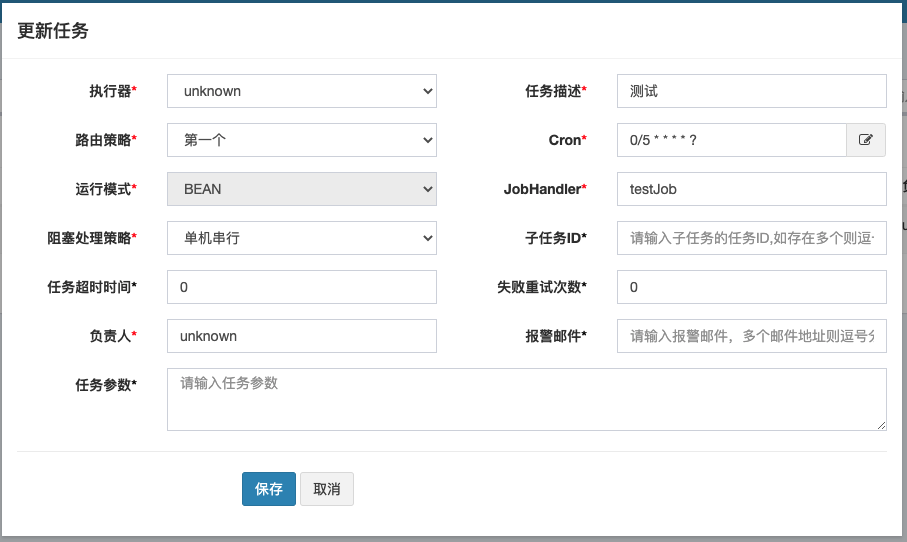 更新任务
执行器* unknown 任务描述* 测试
路由策略* 第一个 Cron* 0/5 * * * * ?
运行模式* BEAN JobHandler* testJob
阻塞处理策略* 单机串行 子任务ID* 请输入子任务的任务ID,如存在多个则逗
任务超时时间* 0 失败重试次数* 0
负责人* unknown 报警邮件* 请输入报警邮件，多个邮件地址则逗号
任务参数* 请输入任务参数
保存 取消